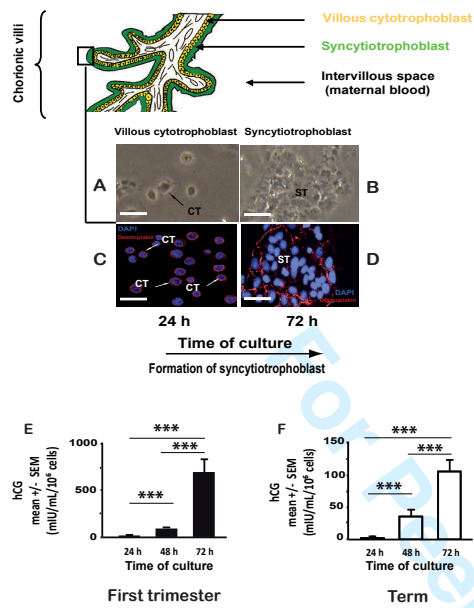 Chorionic villi
Villous cytotrophoblast
Syncytiotrophoblast
Intervillous space
(maternal blood)
Villous cytotrophoblast
Syncytiotrophoblast
A
CT
ST
B
C
DAPI
Desmoplakin
CT
CT
CT
ST
DAPI
Desmoplakin
D
24 h
72 h
Time of culture
Formation of syncytiotrophoblast
E
hCG
mean +/- SEM
(mIU/mL/10⁶ cells)
1000
500
0
***
***
***
24 h 48 h 72 h
Time of culture
First trimester
F
hCG
mean +/- SEM
(mIU/mL/10⁶ cells)
150
100
50
0
***
***
***
24 h 48 h 72 h
Time of culture
Term
For Pee